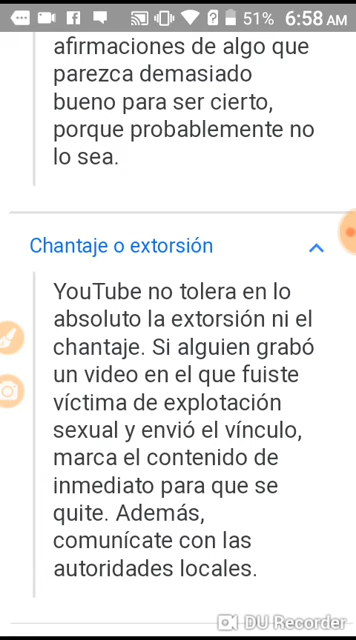 51% 6:58 AM
afirmaciones de algo que
parezca demasiado
bueno para ser cierto,
porque probablemente no
lo sea.
Chantaje o extorsión
YouTube no tolera en lo
absoluto la extorsión ni el
chantaje. Si alguien grabó
un video en el que fuiste
víctima de explotación
sexual y envió el vínculo,
marca el contenido de
inmediato para que se
quite. Además,
comunícate con las
autoridades locales.
DU Recorder